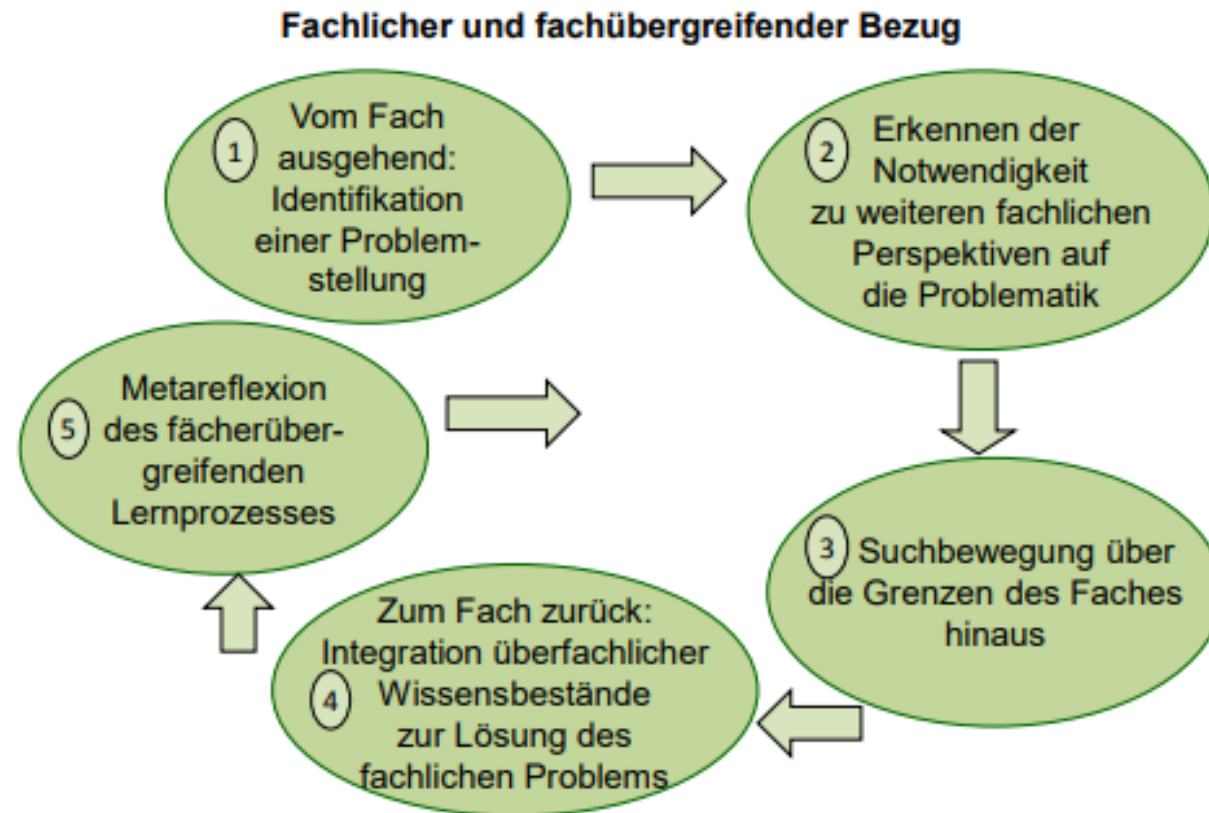 Fachlicher und fachübergreifender Bezug
1
Vom Fach
ausgehend:
Identifikation
einer Problem-
stellung
2
Erkennen der
Notwendigkeit
zu weiteren fachlichen
Perspektiven auf
die Problematik
3
Suchbewegung über
die Grenzen des Faches
hinaus
4
Zum Fach zurück:
Integration überfachlicher
Wissensbestände
zur Lösung des
fachlichen Problems
5
Metareflexion
des fächerüber-
greifenden
Lernprozesses